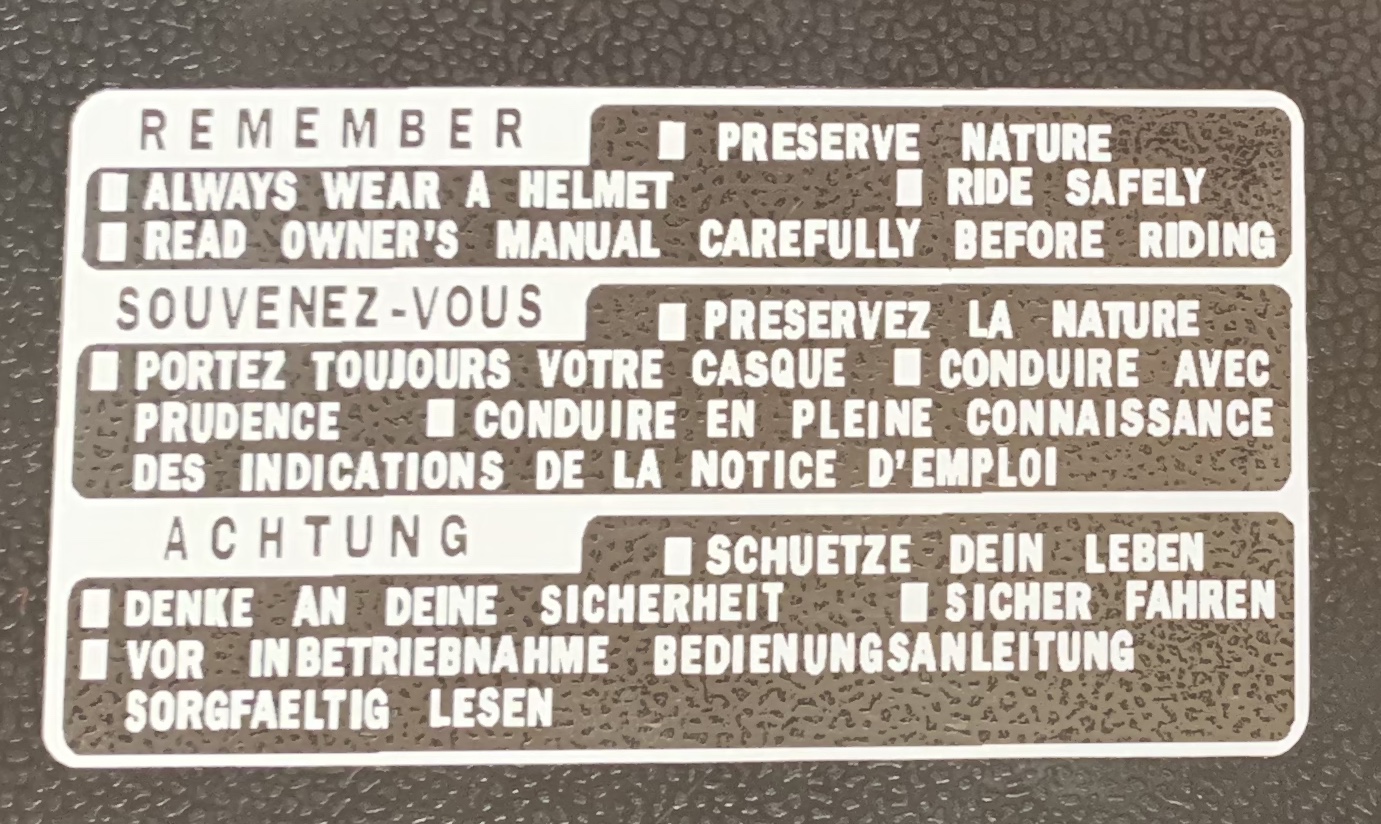 REMEMBER
■ PRESERVE NATURE
■ ALWAYS WEAR A HELMET ■ RIDE SAFELY
■ READ OWNER'S MANUAL CAREFULLY BEFORE RIDING
SOUVENEZ-VOUS
■ PRESERVEZ LA NATURE
■ PORTEZ TOUJOURS VOTRE CASQUE ■ CONDUIRE AVEC
PRUDENCE ■ CONDUIRE EN PLEINE CONNAISSANCE
DES INDICATIONS DE LA NOTICE D'EMPLOI
ACHTUNG
■ SCHUETZE DEIN LEBEN
■ DENKE AN DEINE SICHERHEIT ■ SICHER FAHREN
■ VOR INBETRIEBNAHME BEDIENUNGSANLEITUNG
SORGFAELTIG LESEN